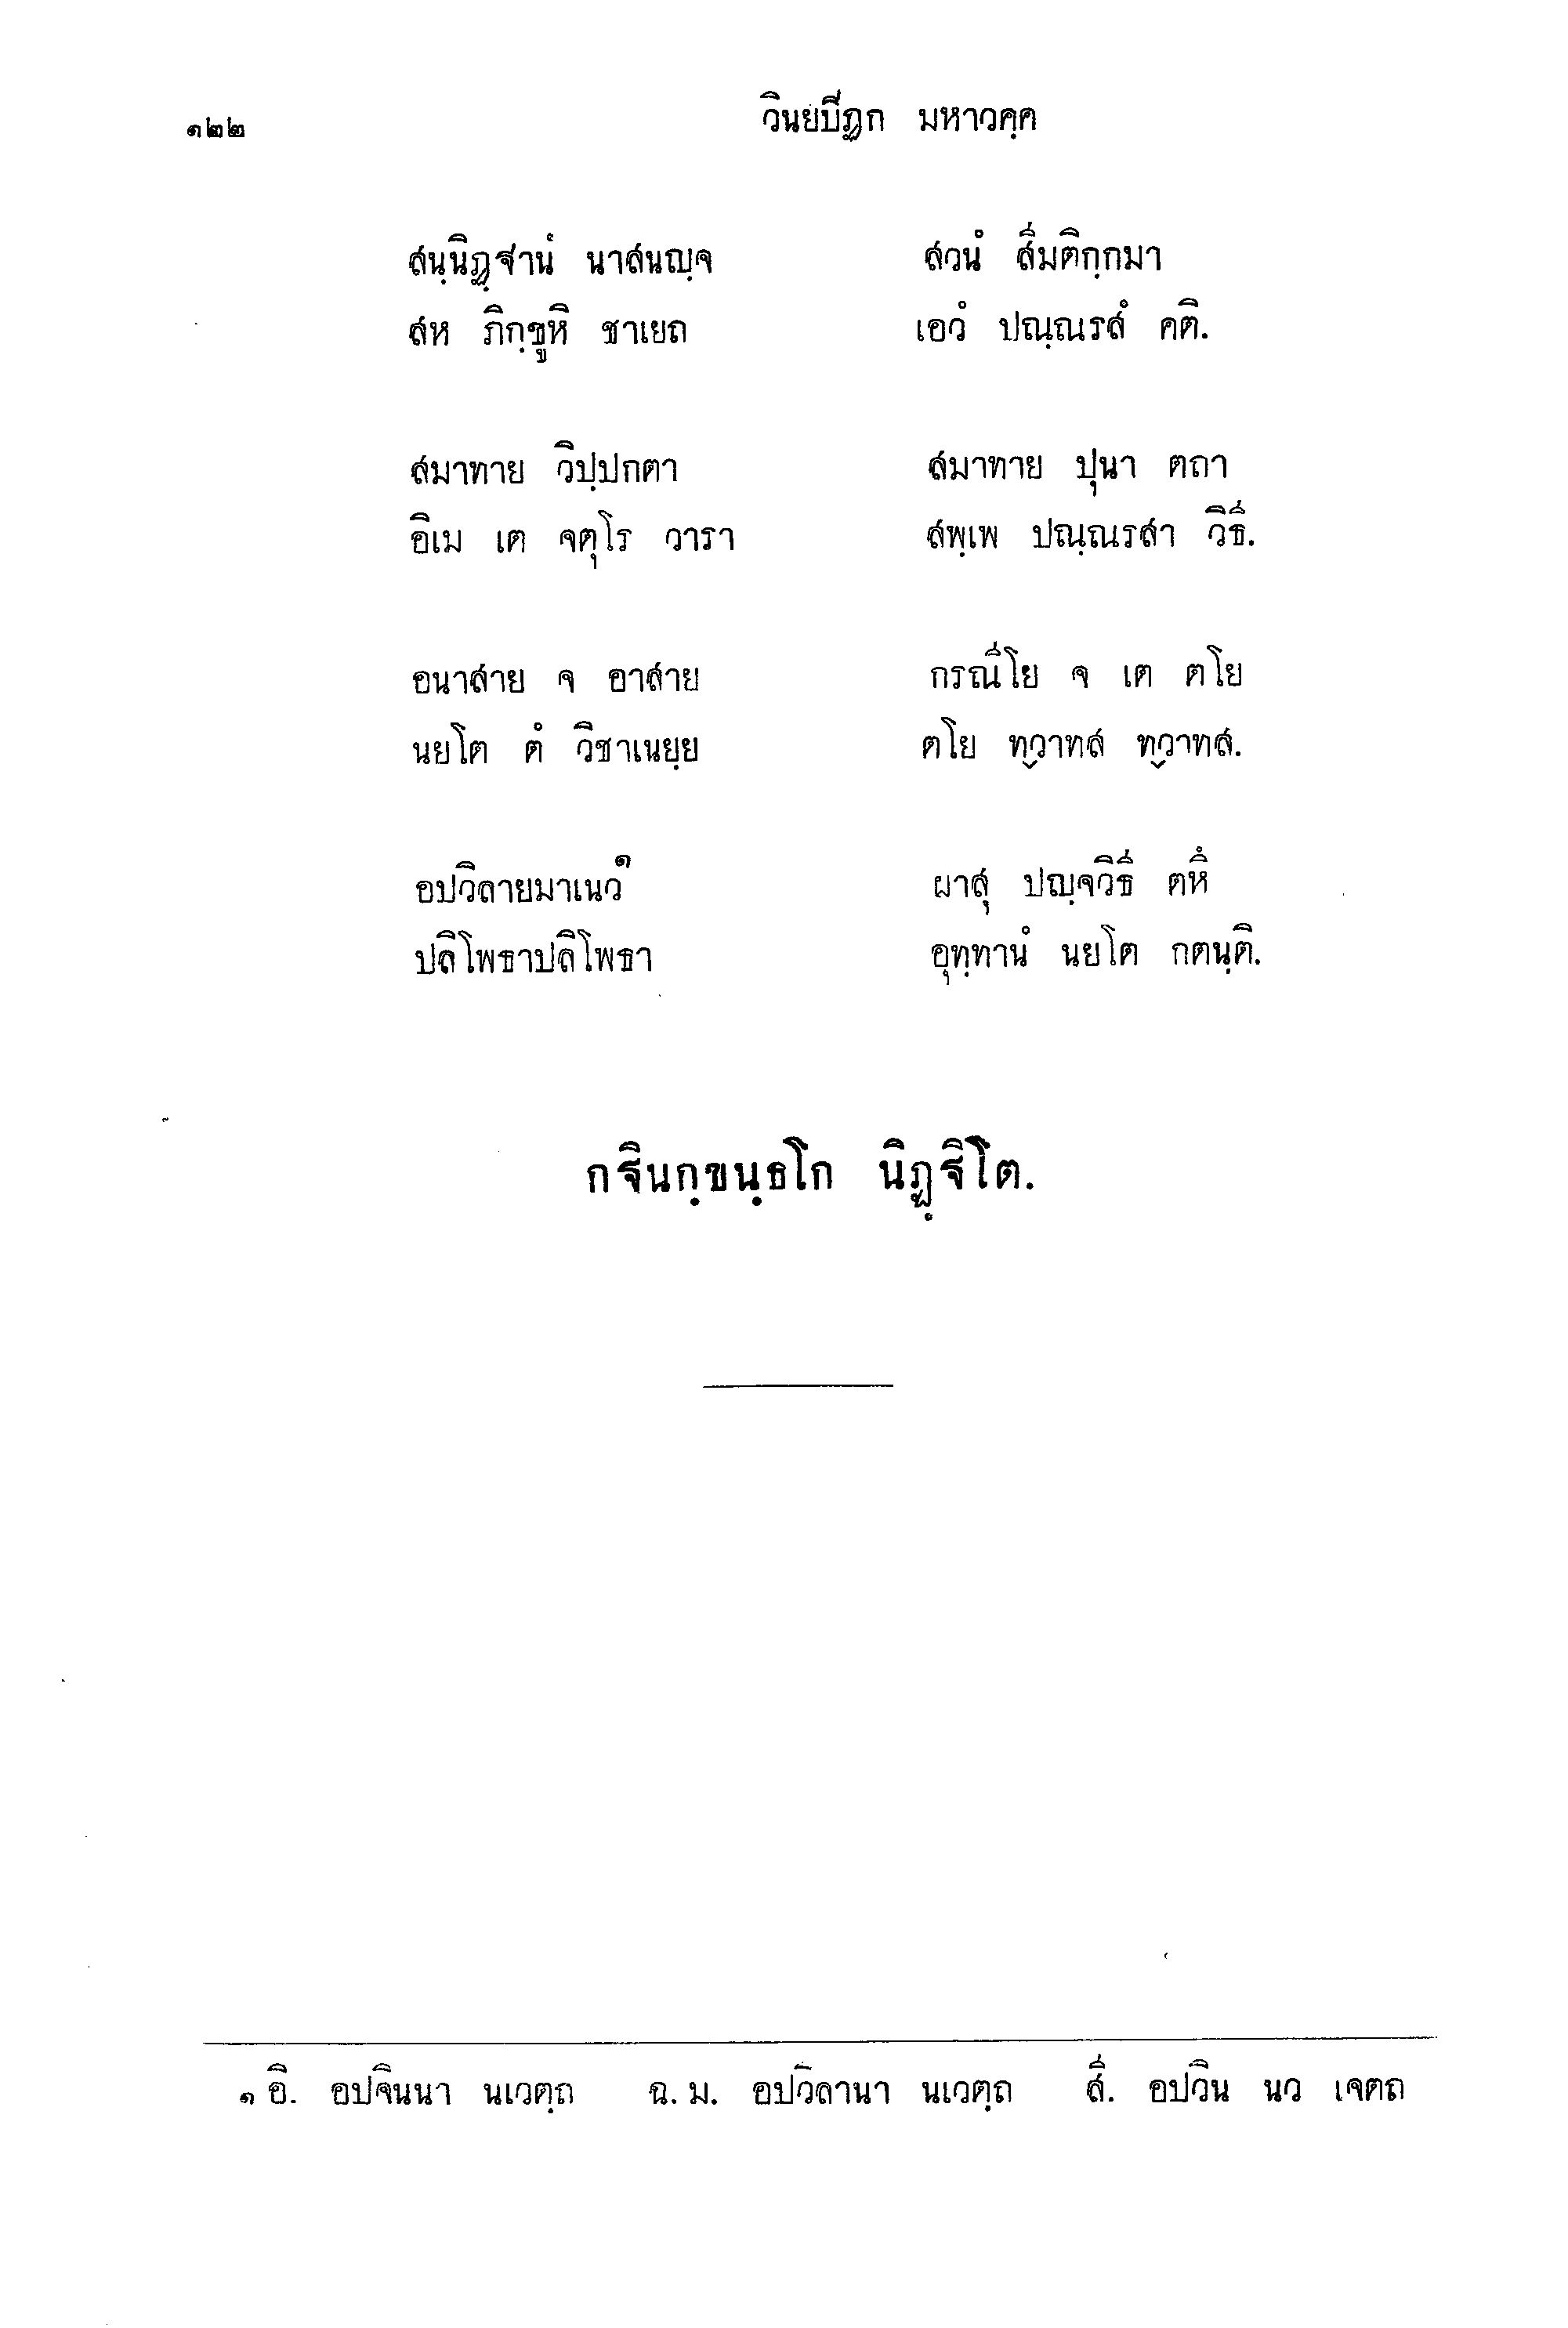 ๑๒๒ วินยปิฏก มหาวคฺค
สนฺนิฏฺฐานํ นาสนญฺจ สวนํ สีมติกฺกมา
สห ภิกฺขูหิ ชาเยถ เอวํ ปณฺณรสํ คติ.
สมาทาย วิปฺปกตา สมาทาย ปุนา ตถา
อิเม เต จตุโร วารา สพฺเพ ปณฺณรสา วิธี.
อนาสาย จ อาสาย กรณีโย จ เต ตโย
นยโต ตํ วิชาเนยฺย ตโย ทฺวาทส ทฺวาทส.
อปวิลายมาเนว๑ ผาสุ ปญฺจวิธี ตหึ
ปลิโพธาปลิโพธา อุทฺทานํ นยโต กตนฺติ.
กฐินกฺขนฺธโก นิฏฺฐิโต.
๑ อิ. อปจินนา นเวตฺถ ฉ. ม. อปวิลานา นเวตฺถ สี. อปวิน นว เจตถ